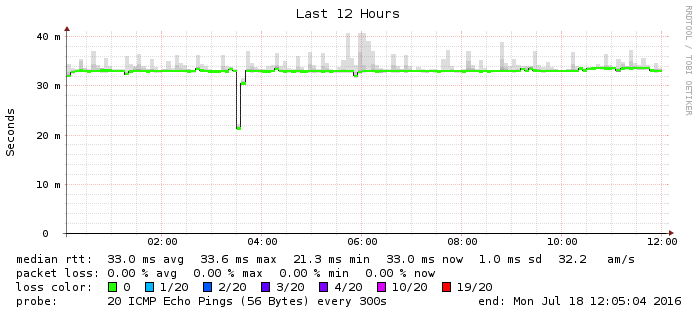 Last 12 Hours
RRDTOOL / TOBI OETIKER
Seconds
40 m
30 m
20 m
10 m
0
02:00 04:00 06:00 08:00 10:00 12:00
median rtt: 33.0 ms avg 33.6 ms max 21.3 ms min 33.0 ms now 1.0 ms sd 32.2 am/s
packet loss: 0.00 % avg 0.00 % max 0.00 % min 0.00 % now
loss color: 0 1/20 2/20 3/20 4/20 10/20 19/20
probe: 20 ICMP Echo Pings (56 Bytes) every 300s end: Mon Jul 18 12:05:04 2016